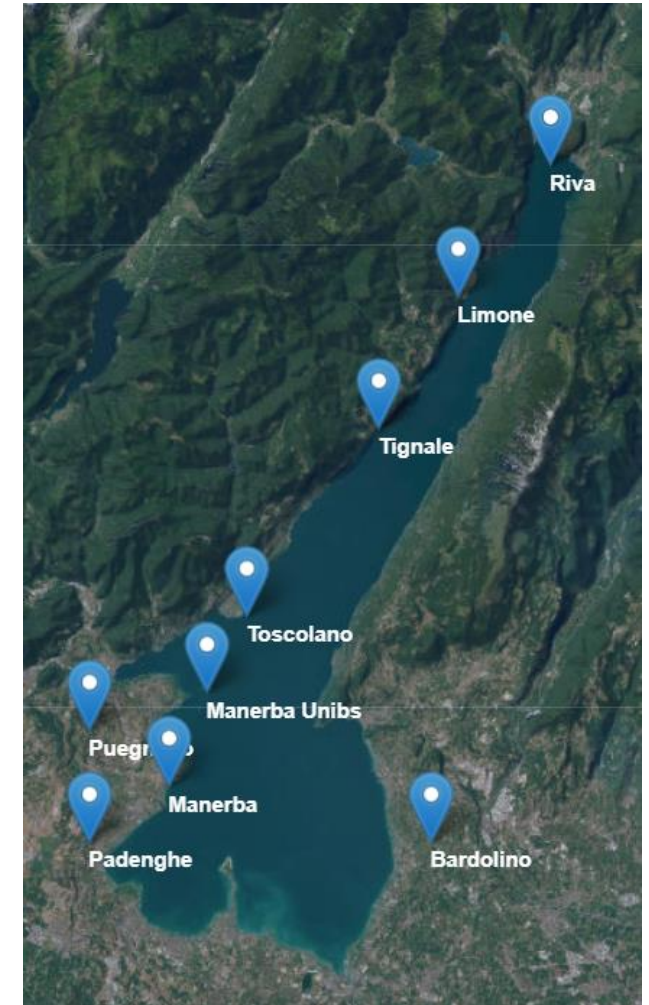 Riva
Limone
Tignale
Toscolano
Manerba Unibs
Manerba
Padenghe
Bardolino